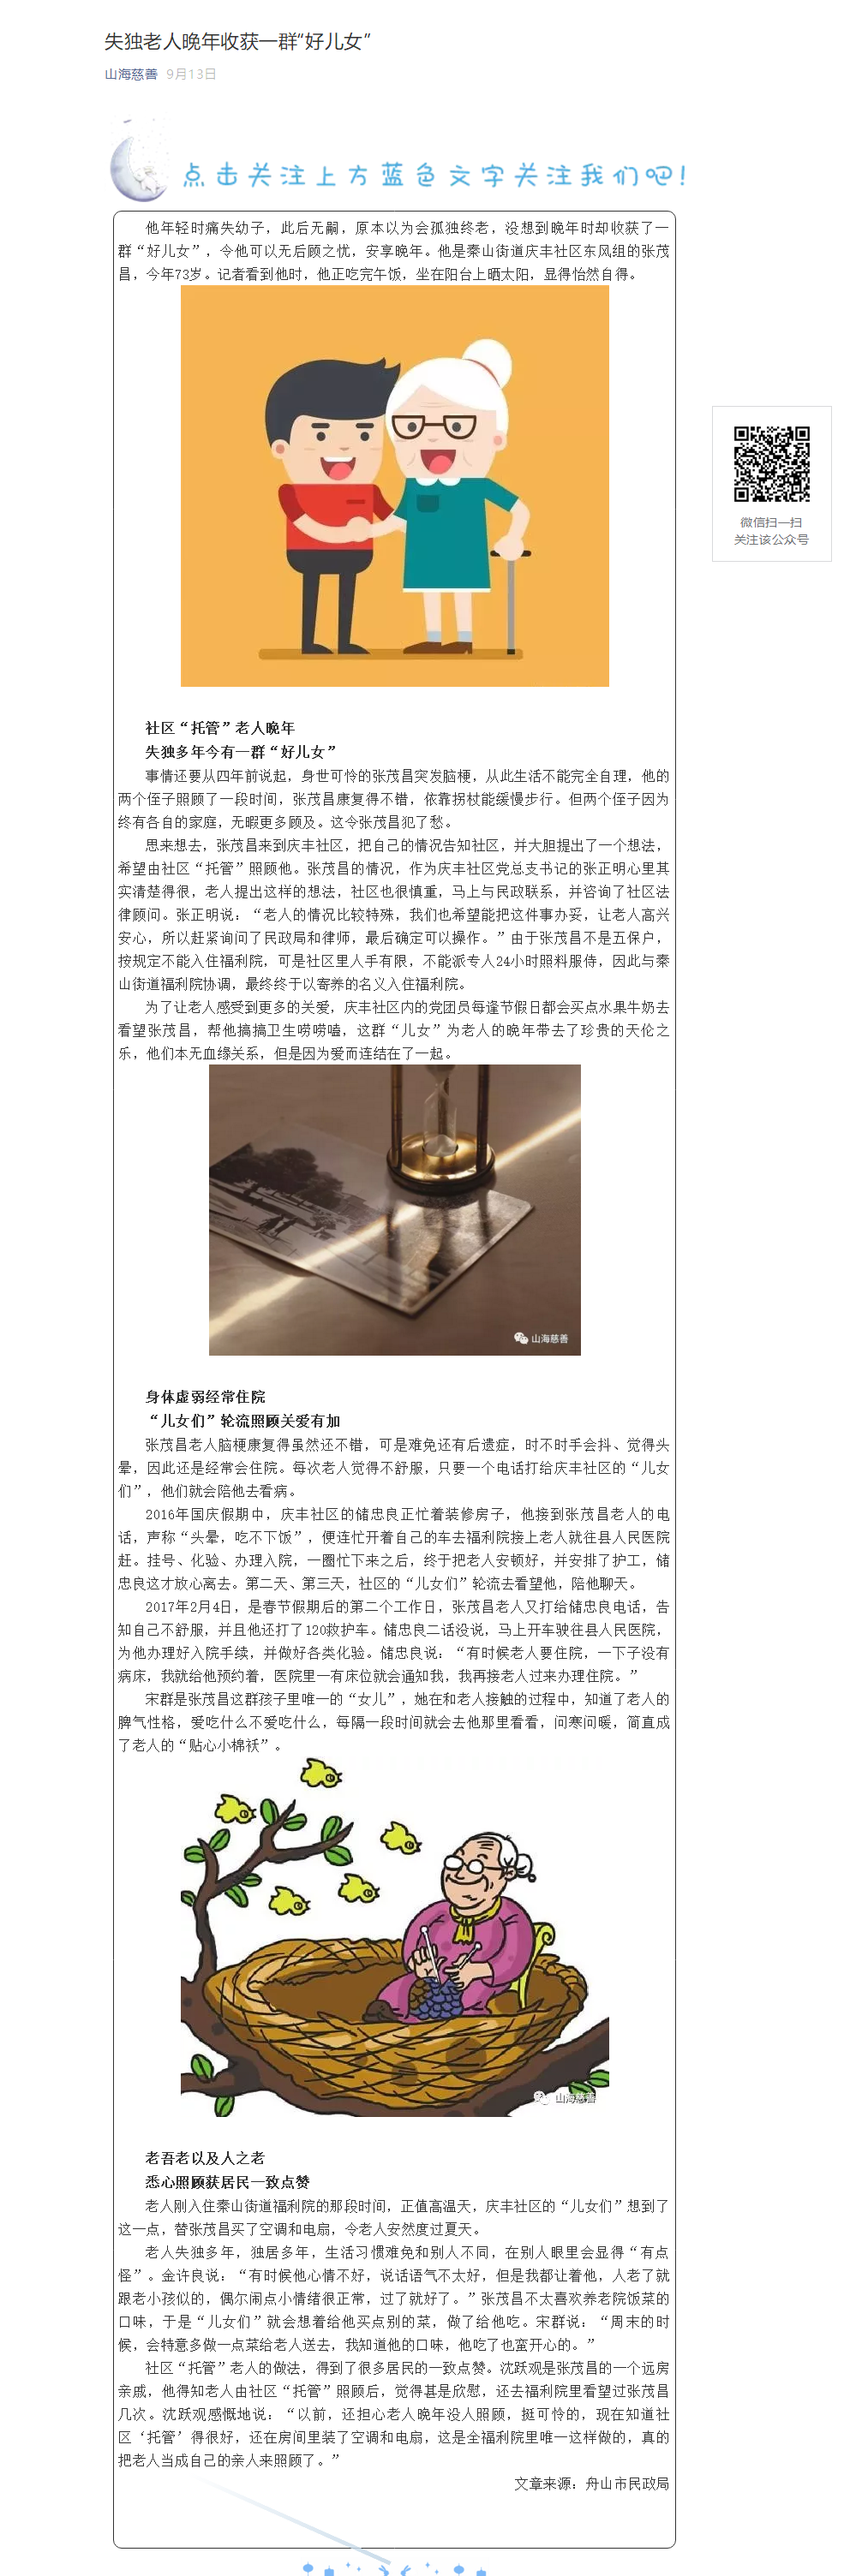 失独老人晚年收获一群“好儿女”
山海慈善 9月13日
点击关注上方蓝色文字关注我们吧！
他年轻时痛失幼子，此后无嗣，原本以为会孤独终老，没想到晚年时却收获了一
群“好儿女”，令他可以无后顾之忧，安享晚年。他是秦山街道庆丰社区东风组的张茂
昌，今年73岁。记者看到他时，他正吃完午饭，坐在阳台上晒太阳，显得怡然自得。
微信扫一扫
关注该公众号
社区“托管”老人晚年
失独多年今有一群“好儿女”
事情还要从四年前说起，身世可怜的张茂昌突发脑梗，从此生活不能完全自理，他的
两个侄子照顾了一段时间，张茂昌康复得不错，依靠拐杖能缓慢步行。但两个侄子因为
终有各自的家庭，无暇更多顾及。这令张茂昌犯了愁。
思来想去，张茂昌来到庆丰社区，把自己的情况告知社区，并大胆提出了一个想法，
希望由社区“托管”照顾他。张茂昌的情况，作为庆丰社区党总支书记的张正明心里其
实清楚得很，老人提出这样的想法，社区也很慎重，马上与民政联系，并咨询了社区法
律顾问。张正明说：“老人的情况比较特殊，我们也希望能把这件事办妥，让老人高兴
安心，所以赶紧询问了民政局和律师，最后确定可以操作。”由于张茂昌不是五保户，
按规定不能入住福利院，可是社区里人手有限，不能派专人24小时照料服侍，因此与秦
山街道福利院协调，最终终于以寄养的名义入住福利院。
为了让老人感受到更多的关爱，庆丰社区内的党团员每逢节假日都会买点水果牛奶去
看望张茂昌，帮他搞搞卫生唠唠嗑，这群“儿女”为老人的晚年带去了珍贵的天伦之
乐，他们本无血缘关系，但是因为爱而连结在了一起。
山海慈善
身体虚弱经常住院
“儿女们”轮流照顾关爱有加
张茂昌老人脑梗康复得虽然还不错，可是难免还有后遗症，时不时手会抖、觉得头
晕，因此还是经常会住院。每次老人觉得不舒服，只要一个电话打给庆丰社区的“儿女
们”，他们就会陪他去看病。
2016年国庆假期中，庆丰社区的储忠良正忙着装修房子，他接到张茂昌老人的电
话，声称“头晕，吃不下饭”，便连忙开着自己的车去福利院接上老人就往县人民医院
赶。挂号、化验、办理入院，一圈忙下来之后，终于把老人安顿好，并安排了护工，储
忠良这才放心离去。第二天、第三天，社区的“儿女们”轮流去看望他，陪他聊天。
2017年2月4日，是春节假期后的第二个工作日，张茂昌老人又打给储忠良电话，告
知自己不舒服，并且他还打了120救护车。储忠良二话没说，马上开车驶往县人民医院，
为他办理好入院手续，并做好各类化验。储忠良说：“有时候老人要住院，一下子没有
病床，我就给他预约着，医院里一有床位就会通知我，我再接老人过来办理住院。”
宋群是张茂昌这群孩子里唯一的“女儿”，她在和老人接触的过程中，知道了老人的
脾气性格，爱吃什么不爱吃什么，每隔一段时间就会去他那里看看，问寒问暖，简直成
了老人的“贴心小棉袄”。
山海慈善
老吾老以及人之老
悉心照顾获居民一致点赞
老人刚入住秦山街道福利院的那段时间，正值高温天，庆丰社区的“儿女们”想到了
这一点，替张茂昌买了空调和电扇，令老人安然度过夏天。
老人失独多年，独居多年，生活习惯难免和别人不同，在别人眼里会显得“有点
怪”。金许良说：“有时候他心情不好，说话语气不太好，但是我都让着他，人老了就
跟老小孩似的，偶尔闹点小情绪很正常，过了就好了。”张茂昌不太喜欢养老院饭菜的
口味，于是“儿女们”就会想着给他买点别的菜，做了给他吃。宋群说：“周末的时
候，会特意多做一点菜给老人送去，我知道他的口味，他吃了也蛮开心的。”
社区“托管”老人的做法，得到了很多居民的一致点赞。沈跃观是张茂昌的一个远房
亲戚，他得知老人由社区“托管”照顾后，觉得甚是欣慰，还去福利院里看望过张茂昌
几次。沈跃观感慨地说：“以前，还担心老人晚年没人照顾，挺可怜的，现在知道社
区‘托管’得很好，还在房间里装了空调和电扇，这是全福利院里唯一这样做的，真的
把老人当成自己的亲人来照顾了。”
文章来源：舟山市民政局